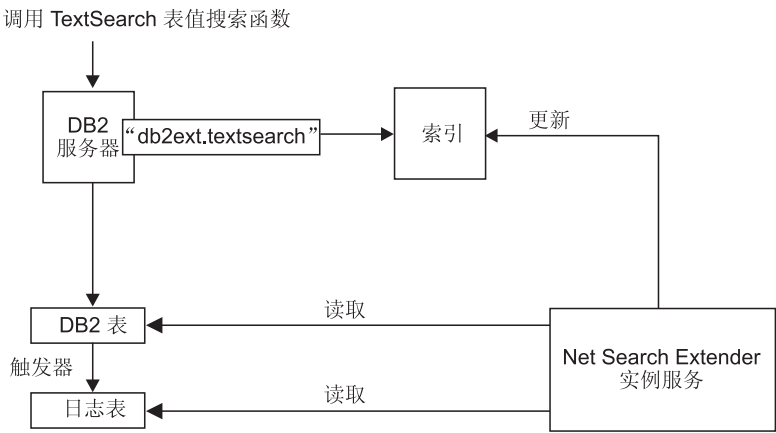 调用 TextSearch 表值搜索函数
DB2
服务器
“db2ext.textsearch”
索引
更新
DB2 表
读取
触发器
日志表
读取
Net Search Extender
实例服务